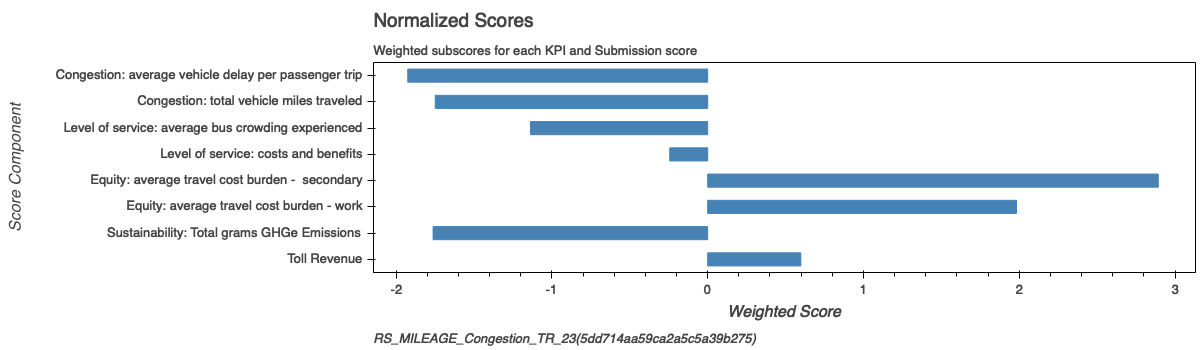 Normalized Scores
Weighted subscores for each KPI and Submission score
Score Component
Congestion: average vehicle delay per passenger trip
Congestion: total vehicle miles traveled
Level of service: average bus crowding experienced
Level of service: costs and benefits
Equity: average travel cost burden -  secondary
Equity: average travel cost burden - work
Sustainability: Total grams GHGe Emissions
Toll Revenue
-2 -1 0 1 2 3
Weighted Score
RS_MILEAGE_Congestion_TR_23(5dd714aa59ca2a5c5a39b275)